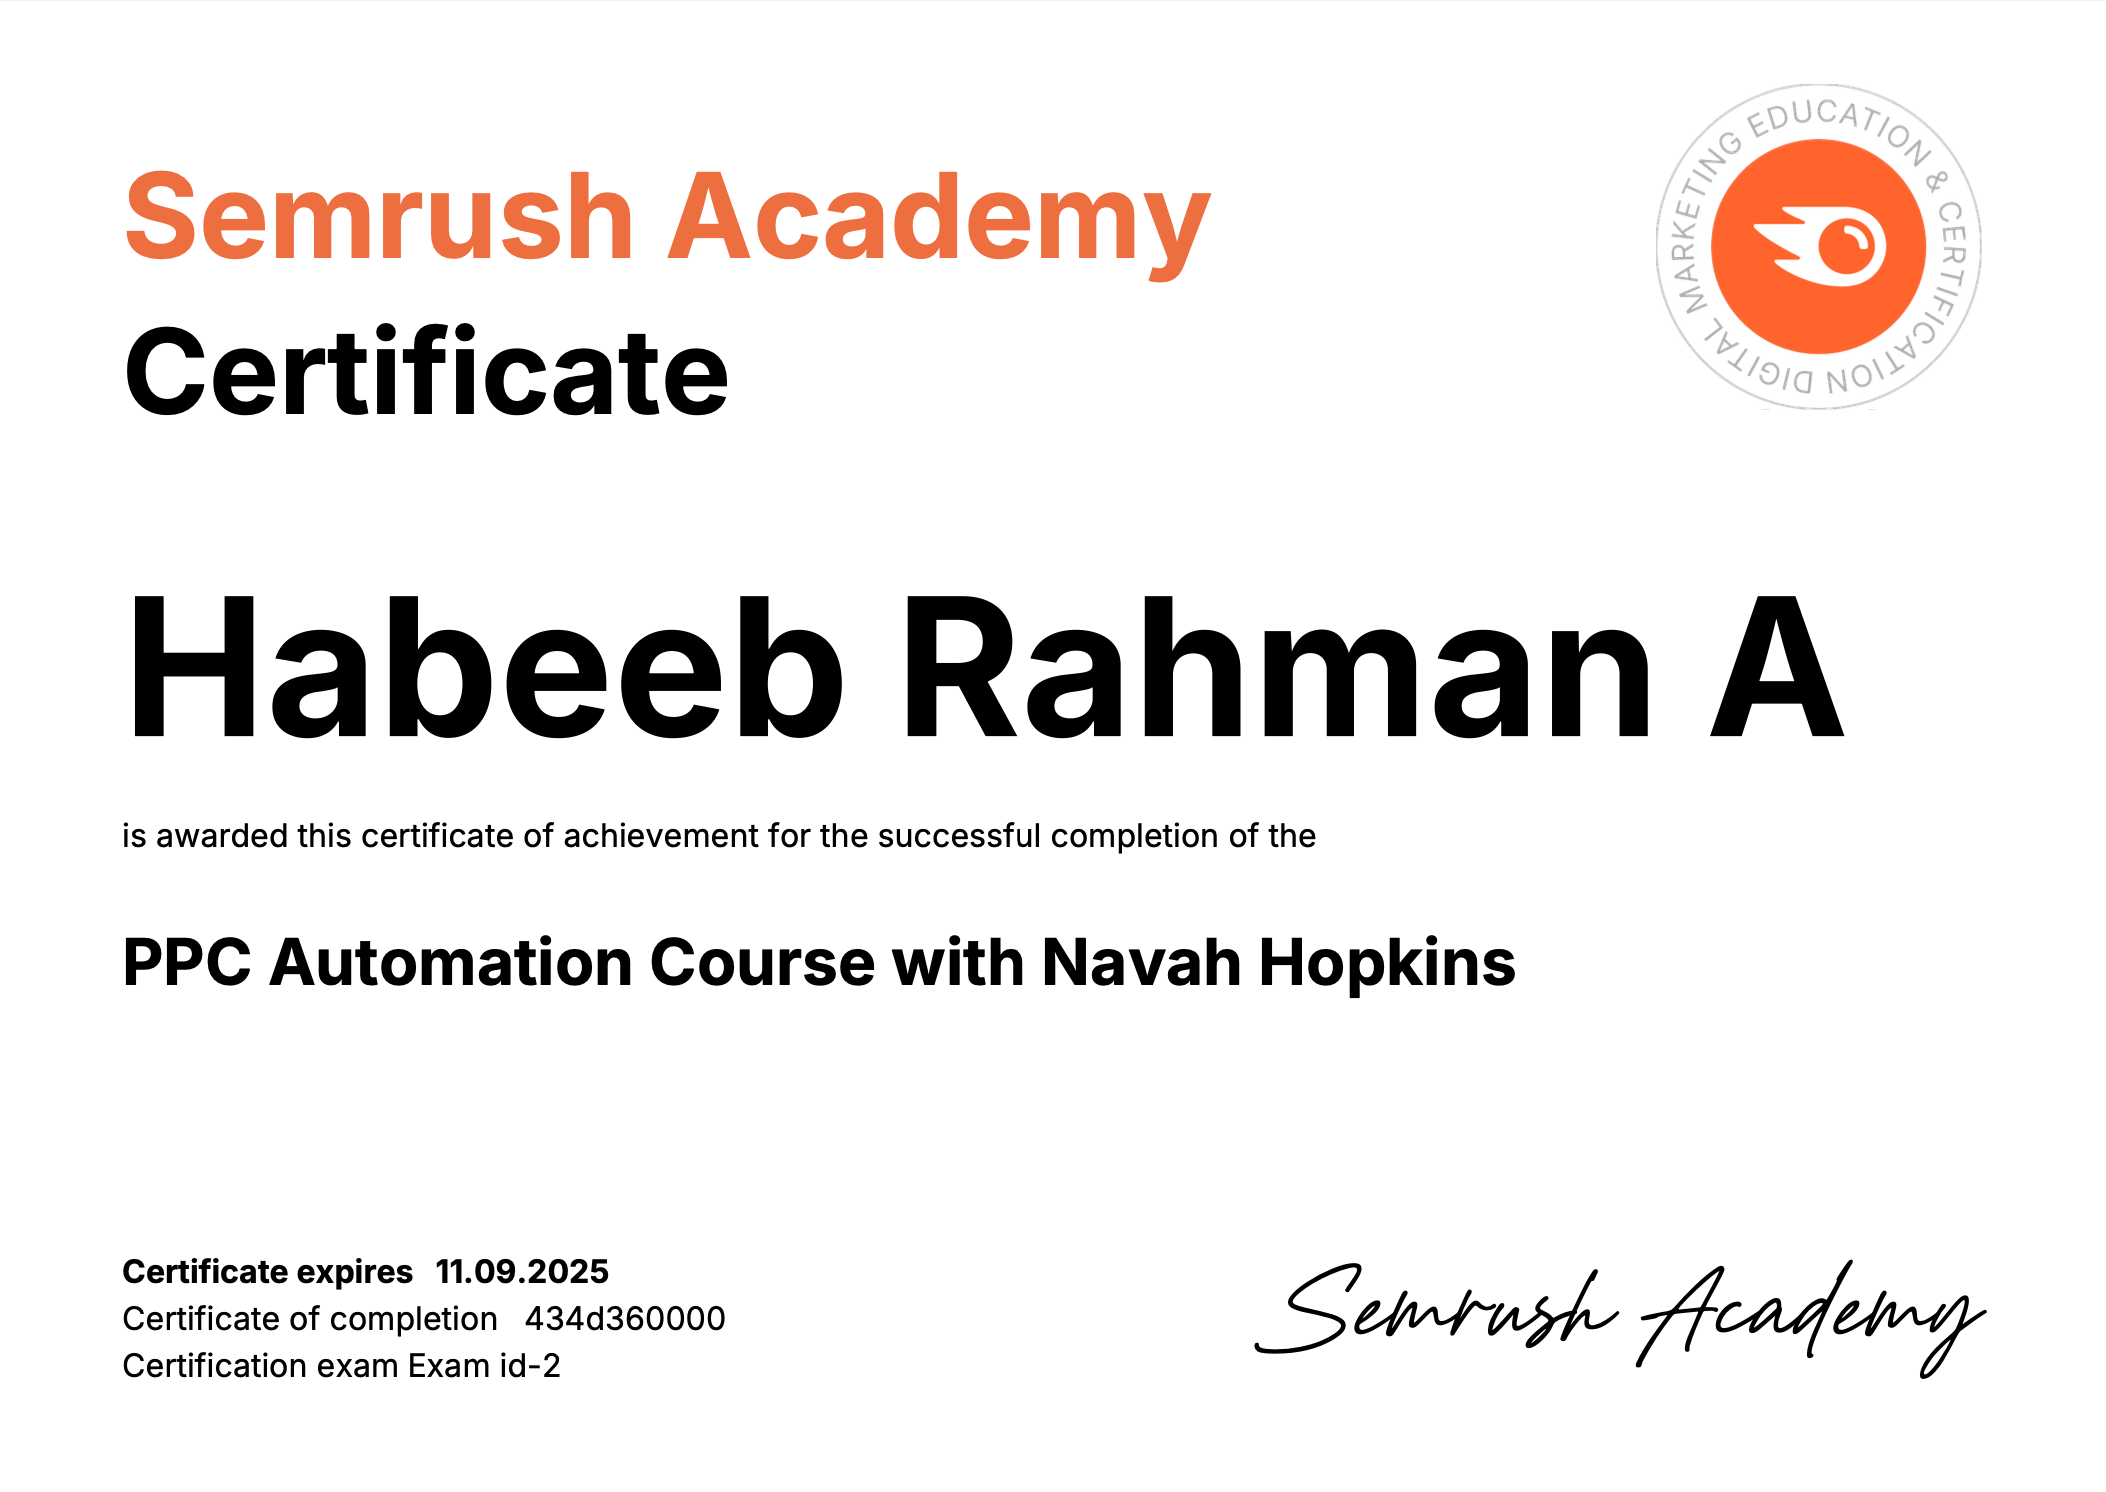 Semrush Academy
Certificate
DIGITAL MARKETING EDUCATION & CERTIFICATION
Habeeb Rahman A
is awarded this certificate of achievement for the successful completion of the
PPC Automation Course with Navah Hopkins
Certificate expires 11.09.2025
Certificate of completion 434d360000
Certification exam Exam id-2
Semrush Academy